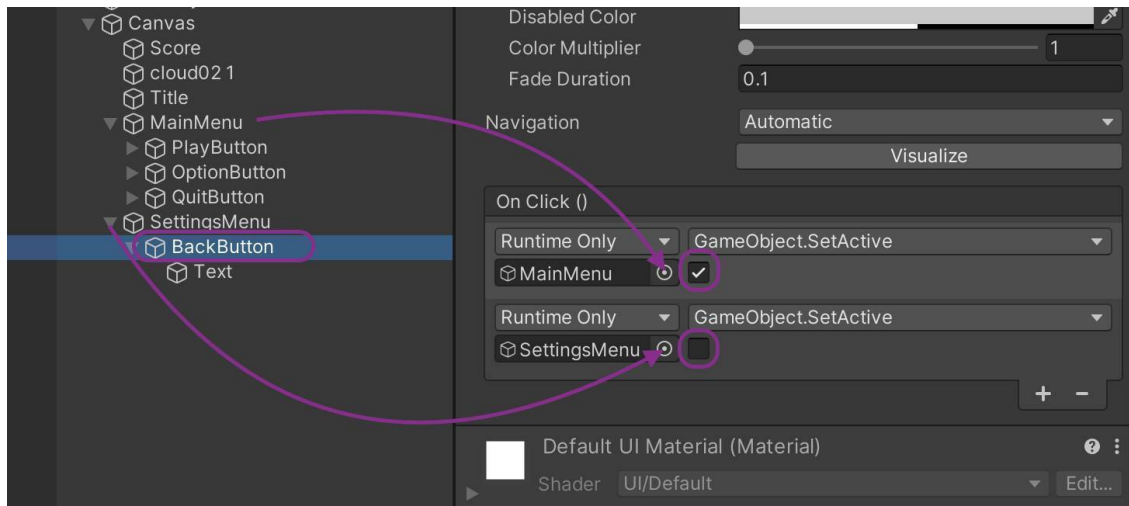 Canvas
Score
cloud02 1
Title
MainMenu
PlayButton
OptionButton
QuitButton
SettingsMenu
BackButton
Text
Disabled Color
Color Multiplier 1
Fade Duration 0.1
Navigation Automatic
Visualize
On Click ()
Runtime Only GameObject.SetActive
MainMenu
Runtime Only GameObject.SetActive
SettingsMenu
+ −
Default UI Material (Material)
Shader UI/Default Edit...